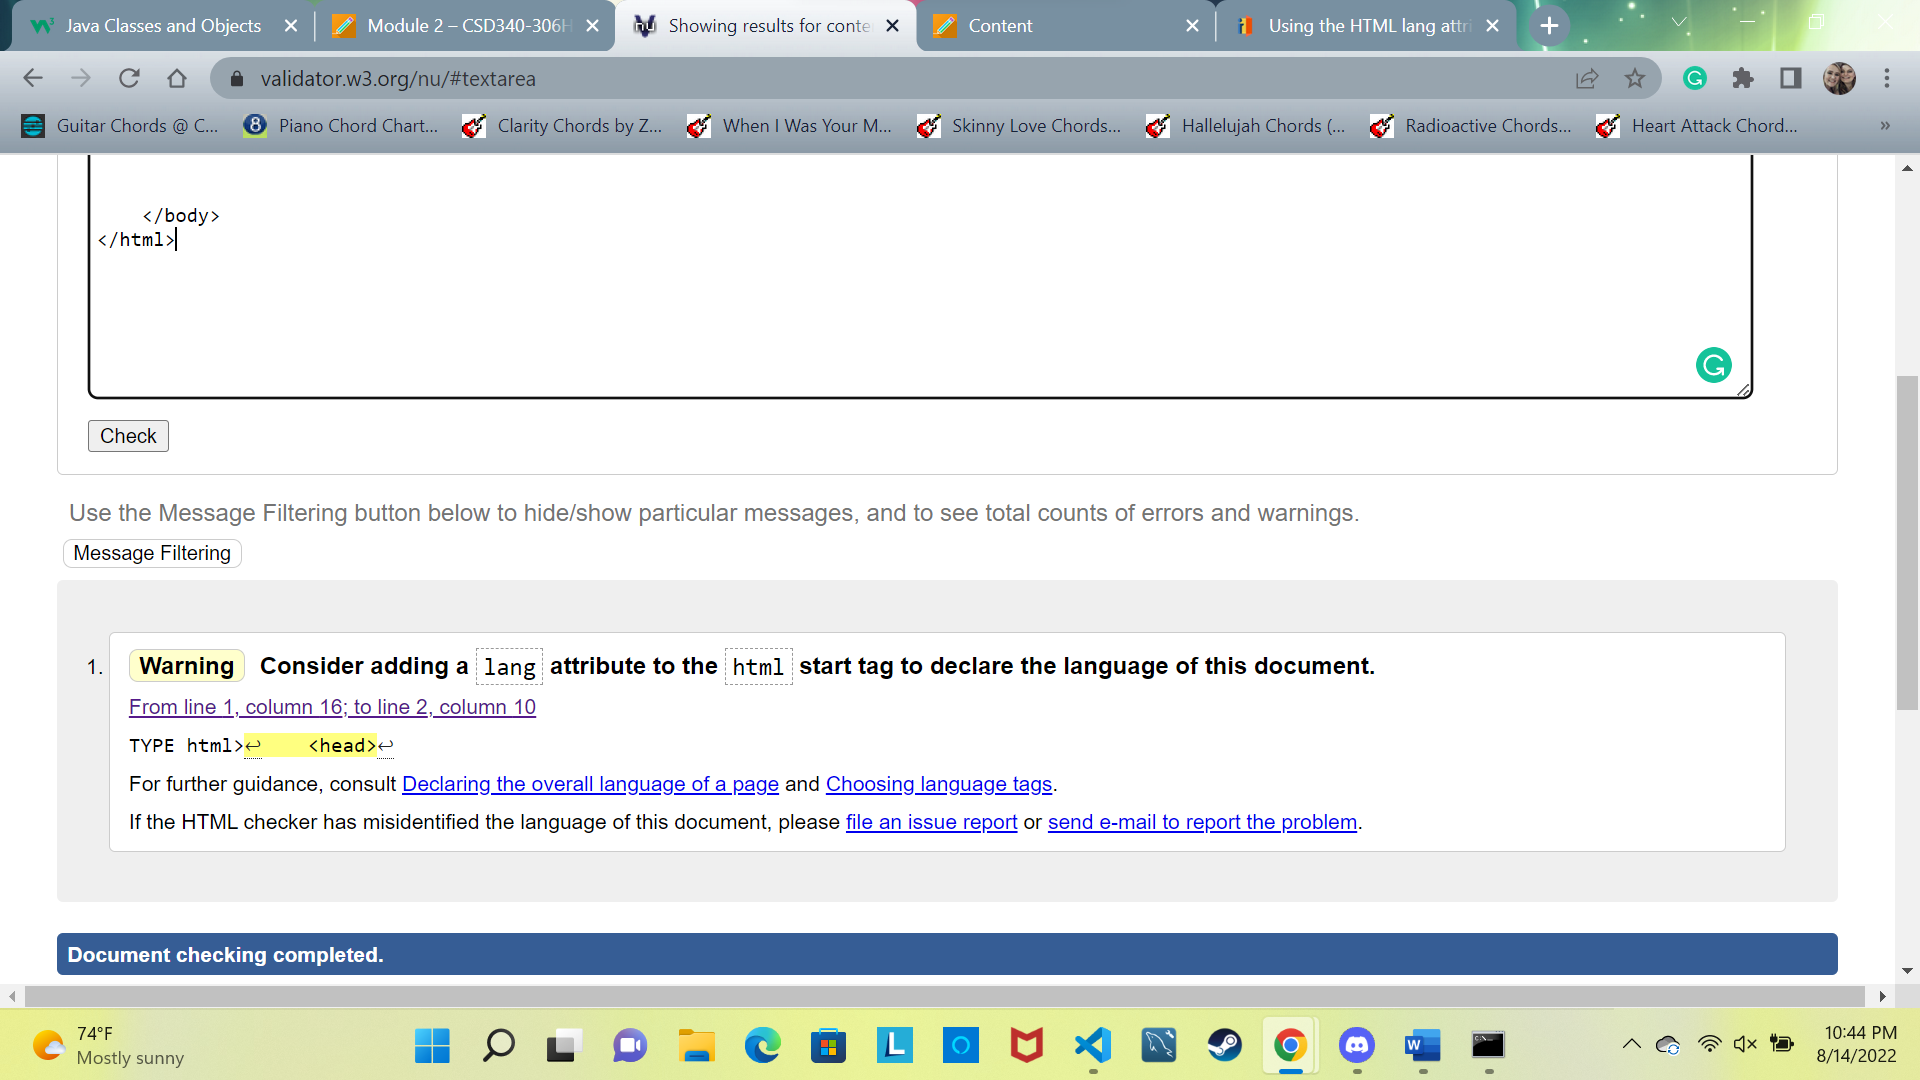 Java Classes and Objects
Module 2 – CSD340-306H
Showing results for conte
Content
Using the HTML lang attri
validator.w3.org/nu/#textarea
Guitar Chords @ C...
Piano Chord Chart...
Clarity Chords by Z...
When I Was Your M...
Skinny Love Chords...
Hallelujah Chords (...
Radioactive Chords...
Heart Attack Chord...
»
</body>
</html>
Check
Use the Message Filtering button below to hide/show particular messages, and to see total counts of errors and warnings.
Message Filtering
1. Warning Consider adding a lang attribute to the html start tag to declare the language of this document.
From line 1, column 16; to line 2, column 10
TYPE html>↩    <head>↩
For further guidance, consult Declaring the overall language of a page and Choosing language tags.
If the HTML checker has misidentified the language of this document, please file an issue report or send e-mail to report the problem.
Document checking completed.
74°F
Mostly sunny
10:44 PM
8/14/2022